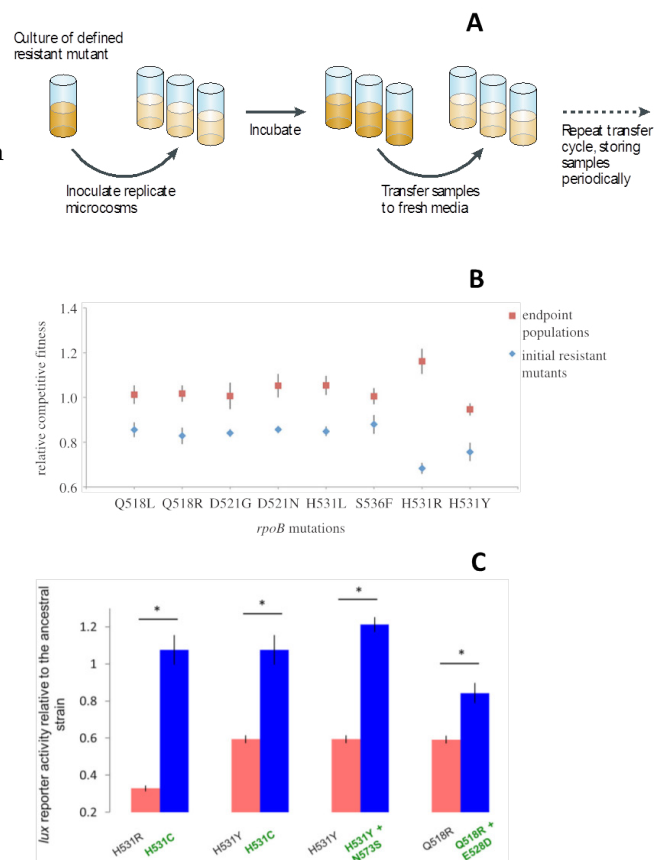 A
Culture of defined
resistant mutant
Incubate
Inoculate replicate
microcosms
Transfer samples
to fresh media
Repeat transfer
cycle, storing
samples
periodically
B
1.4
1.2
1.0
0.8
0.6
relative competitive fitness
endpoint
populations
initial resistant
mutants
Q518L Q518R D521G D521N H531L S536F H531R H531Y
rpoB mutations
C
lux reporter activity relative to the ancestral
strain
1.2
1
0.8
0.6
0.4
0.2
* * * *
H531R
H531C
H531Y
H531C
H531Y
H531Y +
N573S
Q518R
Q518R +
E528D